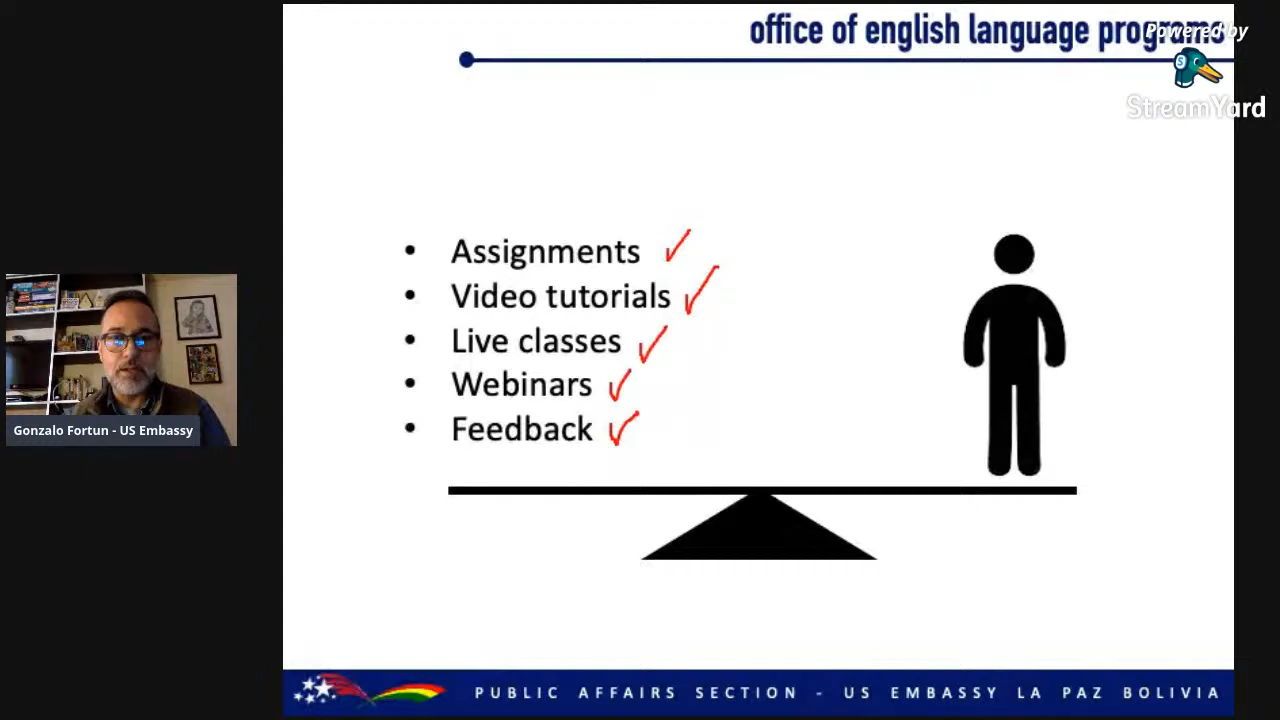 office of english language programs
Powered by
StreamYard
• Assignments
• Video tutorials
• Live classes
• Webinars
• Feedback
Gonzalo Fortun - US Embassy
PUBLIC AFFAIRS SECTION - US EMBASSY LA PAZ BOLIVIA